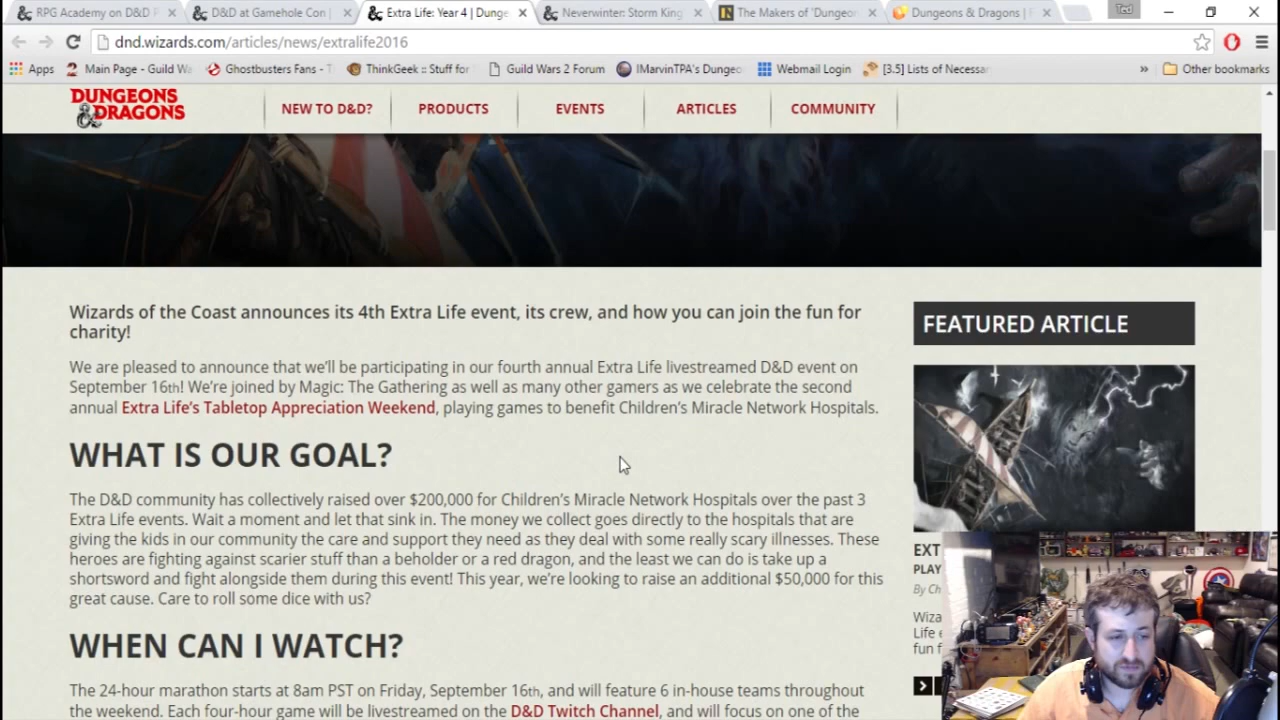 RPG Academy on D&D P
D&D at Gamehole Con |
Extra Life: Year 4 | Dunge
Neverwinter: Storm King
The Makers of 'Dungeon
Dungeons & Dragons | F
Ted
dnd.wizards.com/articles/news/extralife2016
Apps
Main Page - Guild Wa
Ghostbusters Fans - T
ThinkGeek :: Stuff for
Guild Wars 2 Forum
IMarvinTPA's Dungeo
Webmail Login
[3.5] Lists of Necessa
»
Other bookmarks
DUNGEONS
& DRAGONS
NEW TO D&D?
PRODUCTS
EVENTS
ARTICLES
COMMUNITY
Wizards of the Coast announces its 4th Extra Life event, its crew, and how you can join the fun for
charity!
We are pleased to announce that we'll be participating in our fourth annual Extra Life livestreamed D&D event on
September 16th! We're joined by Magic: The Gathering as well as many other gamers as we celebrate the second
annual Extra Life's Tabletop Appreciation Weekend, playing games to benefit Children's Miracle Network Hospitals.
WHAT IS OUR GOAL?
The D&D community has collectively raised over $200,000 for Children's Miracle Network Hospitals over the past 3
Extra Life events. Wait a moment and let that sink in. The money we collect goes directly to the hospitals that are
giving the kids in our community the care and support they need as they deal with some really scary illnesses. These
heroes are fighting against scarier stuff than a beholder or a red dragon, and the least we can do is take up a
shortsword and fight alongside them during this event! This year, we're looking to raise an additional $50,000 for this
great cause. Care to roll some dice with us?
WHEN CAN I WATCH?
The 24-hour marathon starts at 8am PST on Friday, September 16th, and will feature 6 in-house teams throughout
the weekend. Each four-hour game will be livestreamed on the D&D Twitch Channel, and will focus on one of the
FEATURED ARTICLE
EXT
PLAY
By Ch
Wiza
Life e
fun f